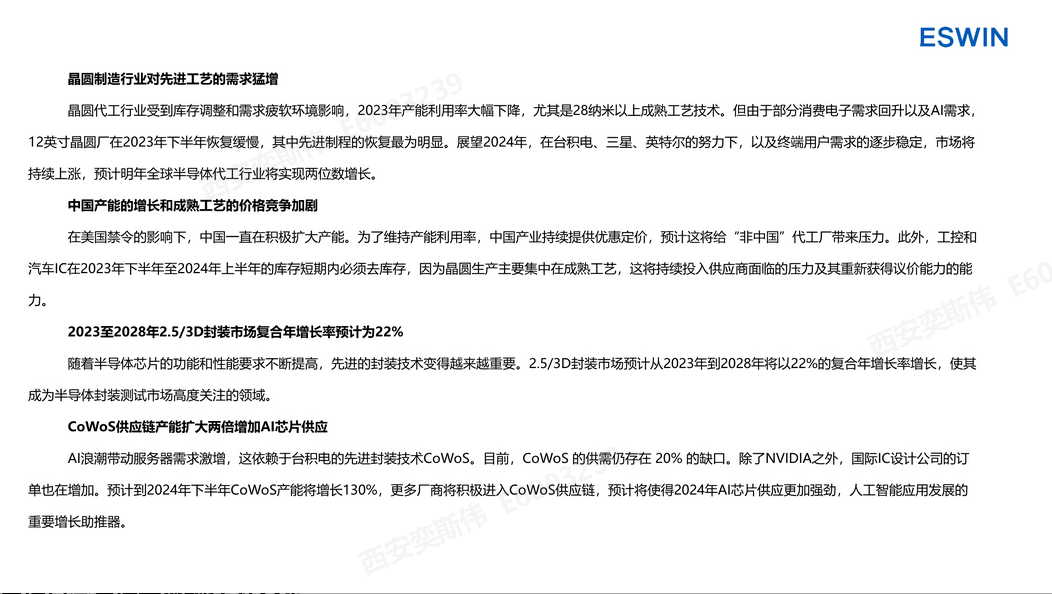 ESWIN
晶圆制造行业对先进工艺的需求猛增
晶圆代工行业受到库存调整和需求疲软环境影响，2023年产能利用率大幅下降，尤其是28纳米以上成熟工艺技术。但由于部分消费电子需求回升以及AI需求，
12英寸晶圆厂在2023年下半年恢复缓慢，其中先进制程的恢复最为明显。展望2024年，在台积电、三星、英特尔的努力下，以及终端用户需求的逐步稳定，市场将
持续上涨，预计明年全球半导体代工行业将实现两位数增长。
中国产能的增长和成熟工艺的价格竞争加剧
在美国禁令的影响下，中国一直在积极扩大产能。为了维持产能利用率，中国产业持续提供优惠定价，预计这将给“非中国”代工厂带来压力。此外，工控和
汽车IC在2023年下半年至2024年上半年的库存短期内必须去库存，因为晶圆生产主要集中在成熟工艺，这将持续投入供应商面临的压力及其重新获得议价能力的能
力。
2023至2028年2.5/3D封装市场复合年增长率预计为22%
随着半导体芯片的功能和性能要求不断提高，先进的封装技术变得越来越重要。2.5/3D封装市场预计从2023年到2028年将以22%的复合年增长率增长，使其
成为半导体封装测试市场高度关注的领域。
CoWoS供应链产能扩大两倍增加AI芯片供应
AI浪潮带动服务器需求激增，这依赖于台积电的先进封装技术CoWoS。目前，CoWoS 的供需仍存在 20% 的缺口。除了NVIDIA之外，国际IC设计公司的订
单也在增加。预计到2024年下半年CoWoS产能将增长130%，更多厂商将积极进入CoWoS供应链，预计将使得2024年AI芯片供应更加强劲，人工智能应用发展的
重要增长助推器。
西安奕斯伟 E6003239
西安奕斯伟 E60
西安奕斯伟 E6003239